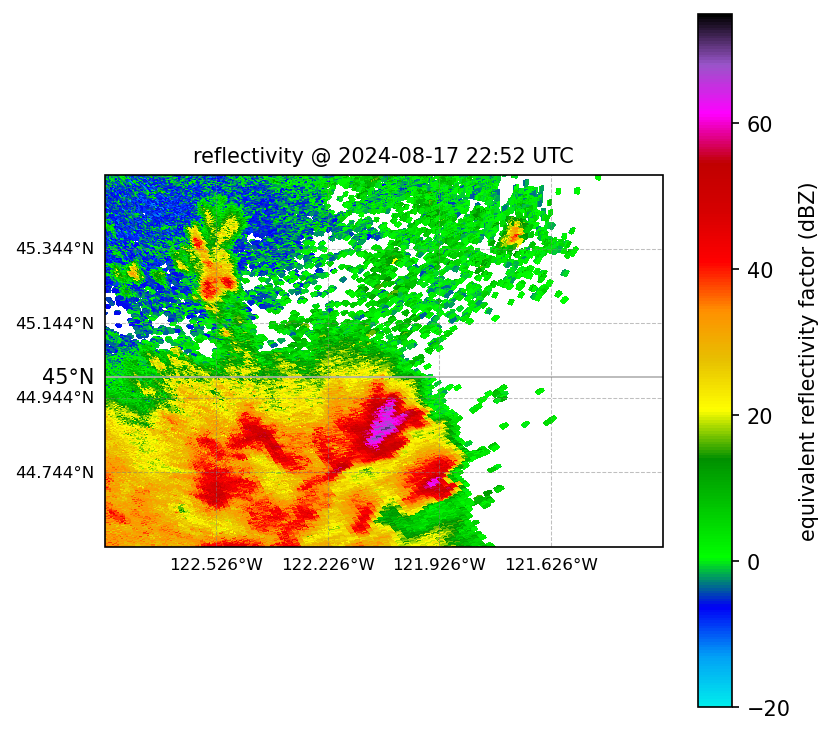 reflectivity @ 2024-08-17 22:52 UTC
45.344°N
45.144°N
45°N
44.944°N
44.744°N
122.526°W 122.226°W 121.926°W 121.626°W
60
40
20
0
−20
equivalent reflectivity factor (dBZ)